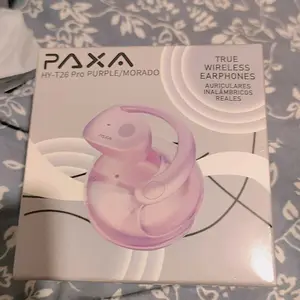 PAXA
HY-T26 Pro PURPLE/MORADO
TRUE
WIRELESS
EARPHONES
AURICULARES
INALÁMBRICOS
REALES